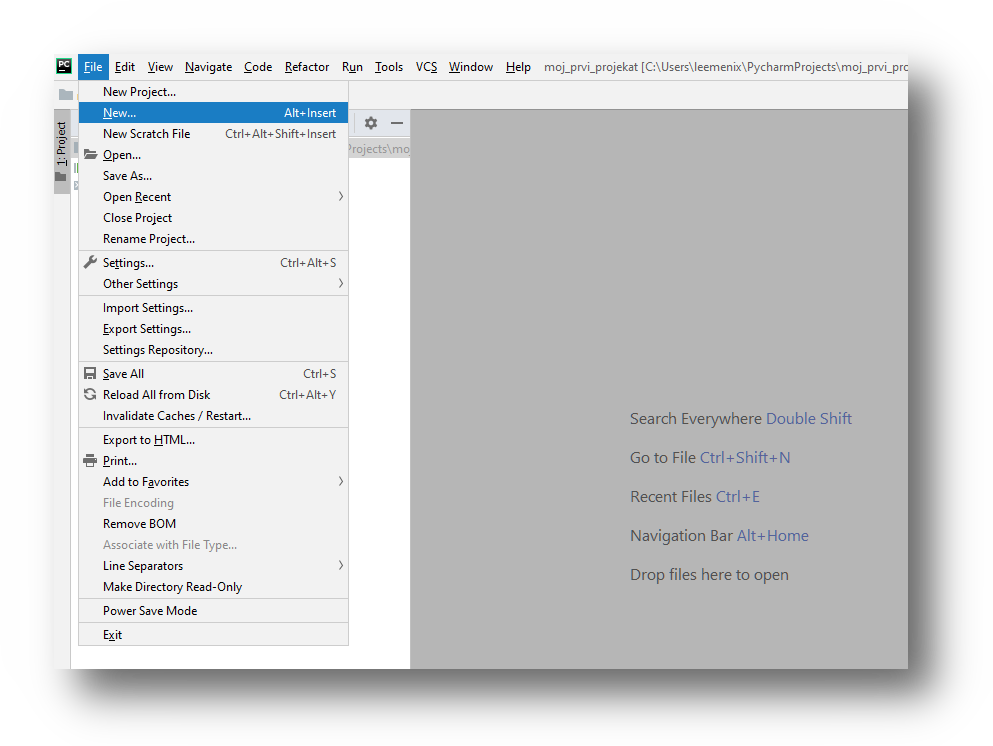 PC File Edit View Navigate Code Refactor Run Tools VCS Window Help moj_prvi_projekat [C:\Users\leemenix\PycharmProjects\moj_prvi_pro
1: Project
New Project...
New... Alt+Insert
New Scratch File Ctrl+Alt+Shift+Insert
Open...
Save As...
Open Recent
Close Project
Rename Project...
Settings... Ctrl+Alt+S
Other Settings
Import Settings...
Export Settings...
Settings Repository...
Save All Ctrl+S
Reload All from Disk Ctrl+Alt+Y
Invalidate Caches / Restart...
Export to HTML...
Print...
Add to Favorites
File Encoding
Remove BOM
Associate with File Type...
Line Separators
Make Directory Read-Only
Power Save Mode
Exit
Projects\mo
Search Everywhere Double Shift
Go to File Ctrl+Shift+N
Recent Files Ctrl+E
Navigation Bar Alt+Home
Drop files here to open